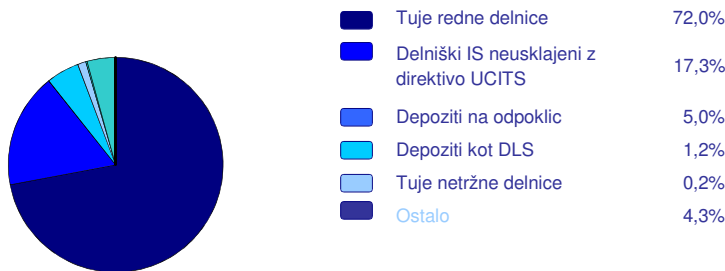 Tuje redne delnice 72,0%
Delniški IS neusklajeni z
direktivo UCITS 17,3%
Depoziti na odpoklic 5,0%
Depoziti kot DLS 1,2%
Tuje netržne delnice 0,2%
Ostalo 4,3%